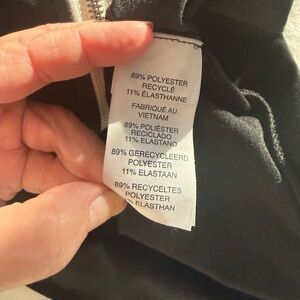 89% POLYESTER
RECYCLÉ
11% ÉLASTHANNE
FABRIQUÉ AU
VIETNAM
89% POLIÉSTER
RECICLADO
11% ELASTANO
89% GERECYCLEERD
POLYESTER
11% ELASTAAN
89% RECYCELTES
POLYESTER
ELASTHAN